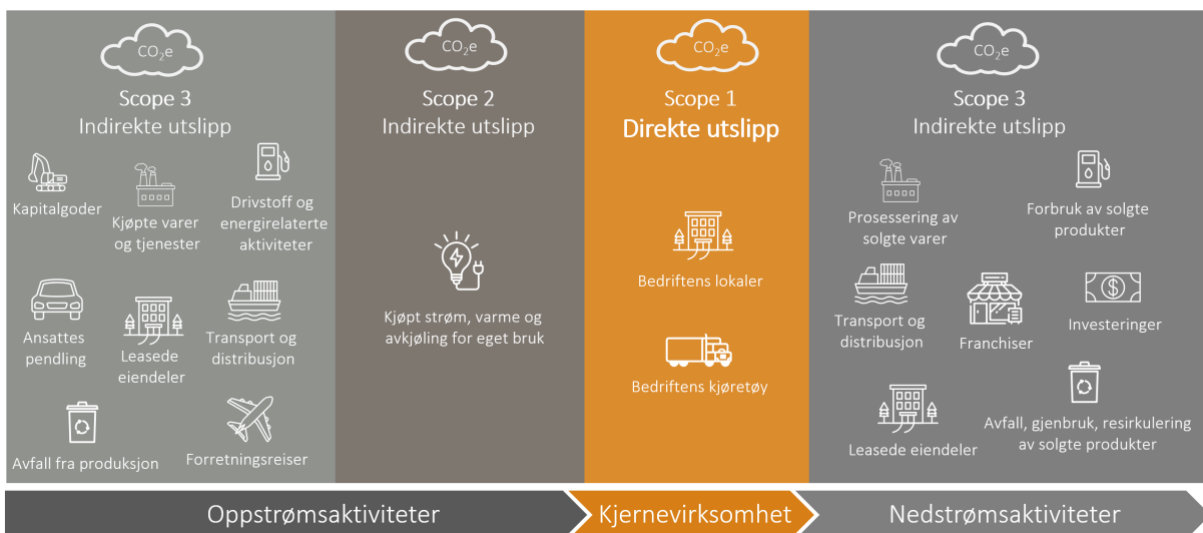 CO₂e
Scope 3
Indirekte utslipp
Kapitalgoder
Kjøpte varer
og tjenester
Drivstoff og
energirelaterte
aktiviteter
Ansattes
pendling
Leasede
eiendeler
Transport og
distribusjon
Avfall fra produksjon
Forretningsreiser
CO₂e
Scope 2
Indirekte utslipp
Kjøpt strøm, varme og
avkjøling for eget bruk
CO₂e
Scope 1
Direkte utslipp
Bedriftens lokaler
Bedriftens kjøretøy
CO₂e
Scope 3
Indirekte utslipp
Prosessering av
solgte varer
Forbruk av solgte
produkter
Transport og
distribusjon
Franchiser
Investeringer
Leasede eiendeler
Avfall, gjenbruk, resirkulering
av solgte produkter
Oppstrømsaktiviteter
Kjernevirksomhet
Nedstrømsaktiviteter